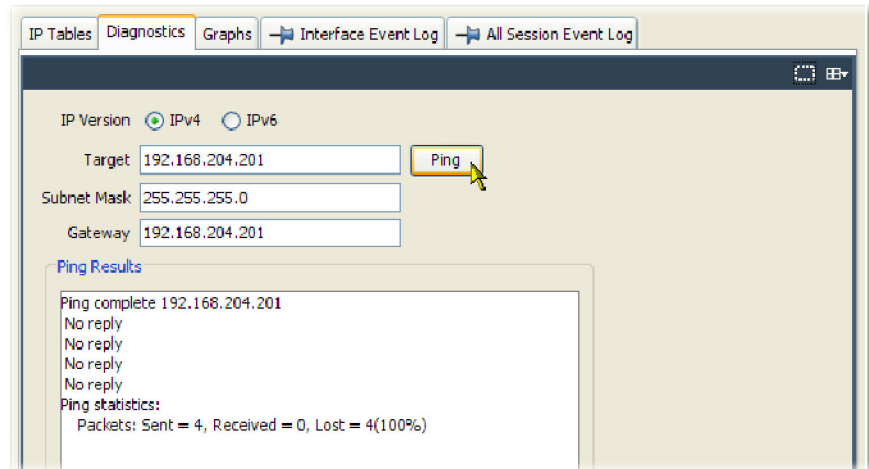 IP Tables Diagnostics Graphs Interface Event Log All Session Event Log
IP Version IPv4 IPv6
Target 192.168.204.201 Ping
Subnet Mask 255.255.255.0
Gateway 192.168.204.201
Ping Results
Ping complete 192.168.204.201
No reply
No reply
No reply
No reply
Ping statistics:
Packets: Sent = 4, Received = 0, Lost = 4(100%)